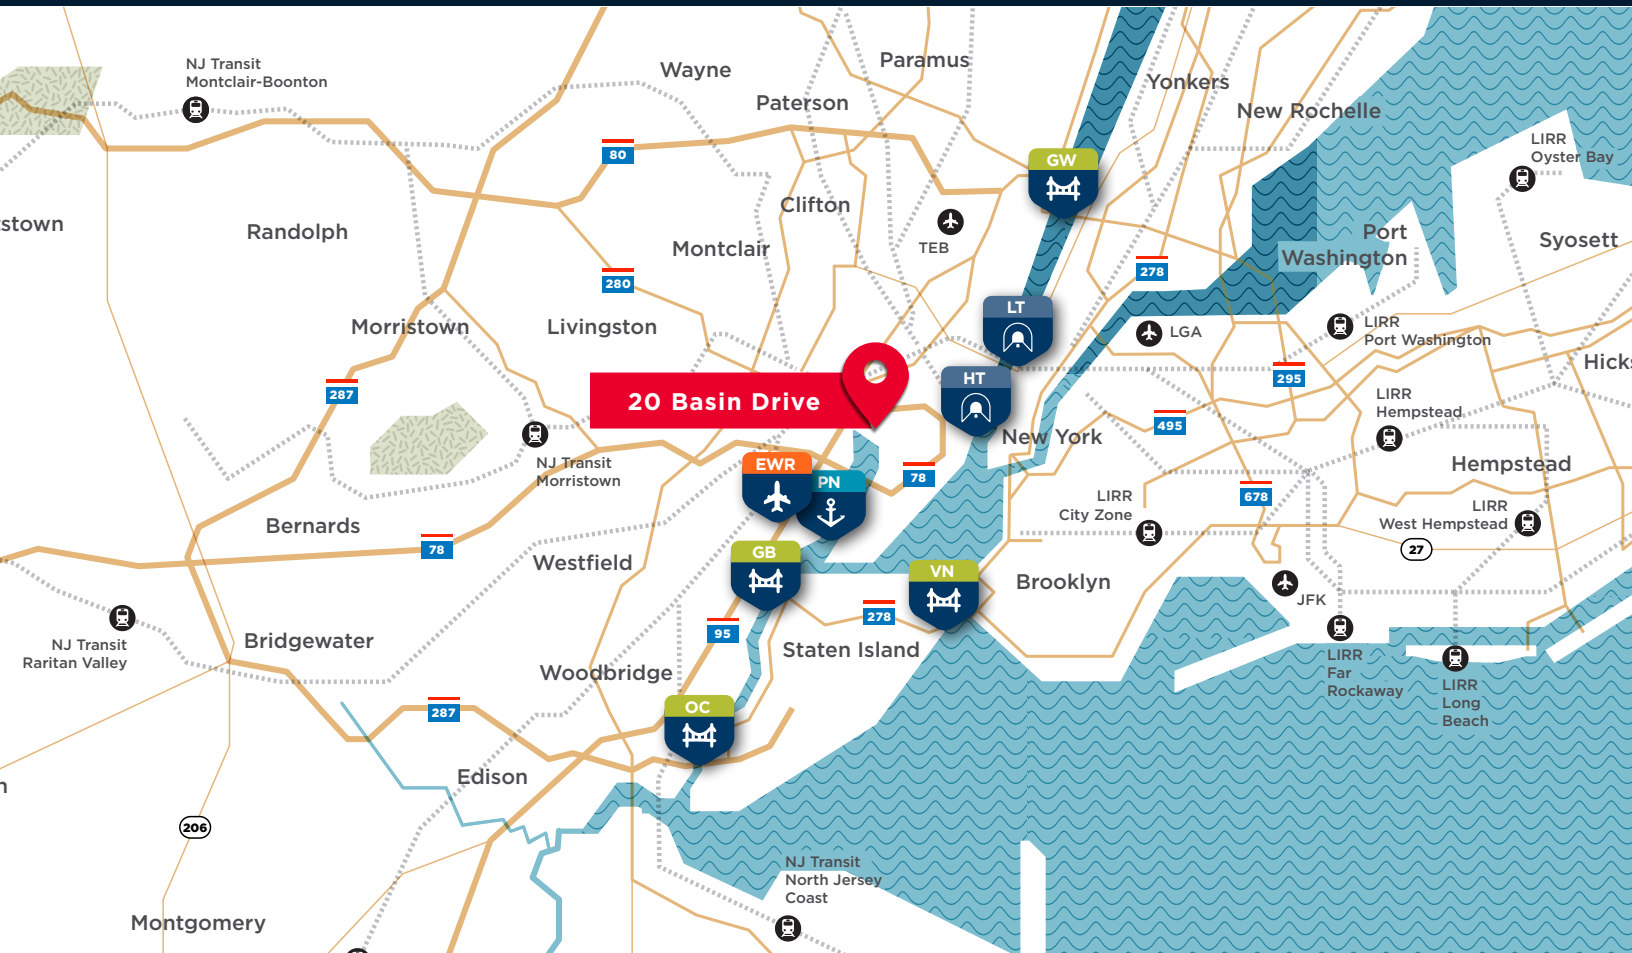 NJ Transit
Montclair-Boonton
Wayne
Paramus
Paterson
Yonkers
New Rochelle
LIRR
Oyster Bay
80
GW
Randolph
Clifton
TEB
Montclair
Port
Washington
Syosett
278
280
LT
Morristown
Livingston
LGA
LIRR
Port Washington
287
20 Basin Drive
HT
295
LIRR
Hempstead
495
New York
NJ Transit
Morristown
EWR
PN
78
Hempstead
678
LIRR
City Zone
LIRR
West Hempstead
27
Bernards
78
Westfield
GB
VN
Brooklyn
JFK
NJ Transit
Raritan Valley
Bridgewater
95
278
Staten Island
LIRR
Far
Rockaway
LIRR
Long
Beach
Woodbridge
287
OC
Edison
206
NJ Transit
North Jersey
Coast
Montgomery